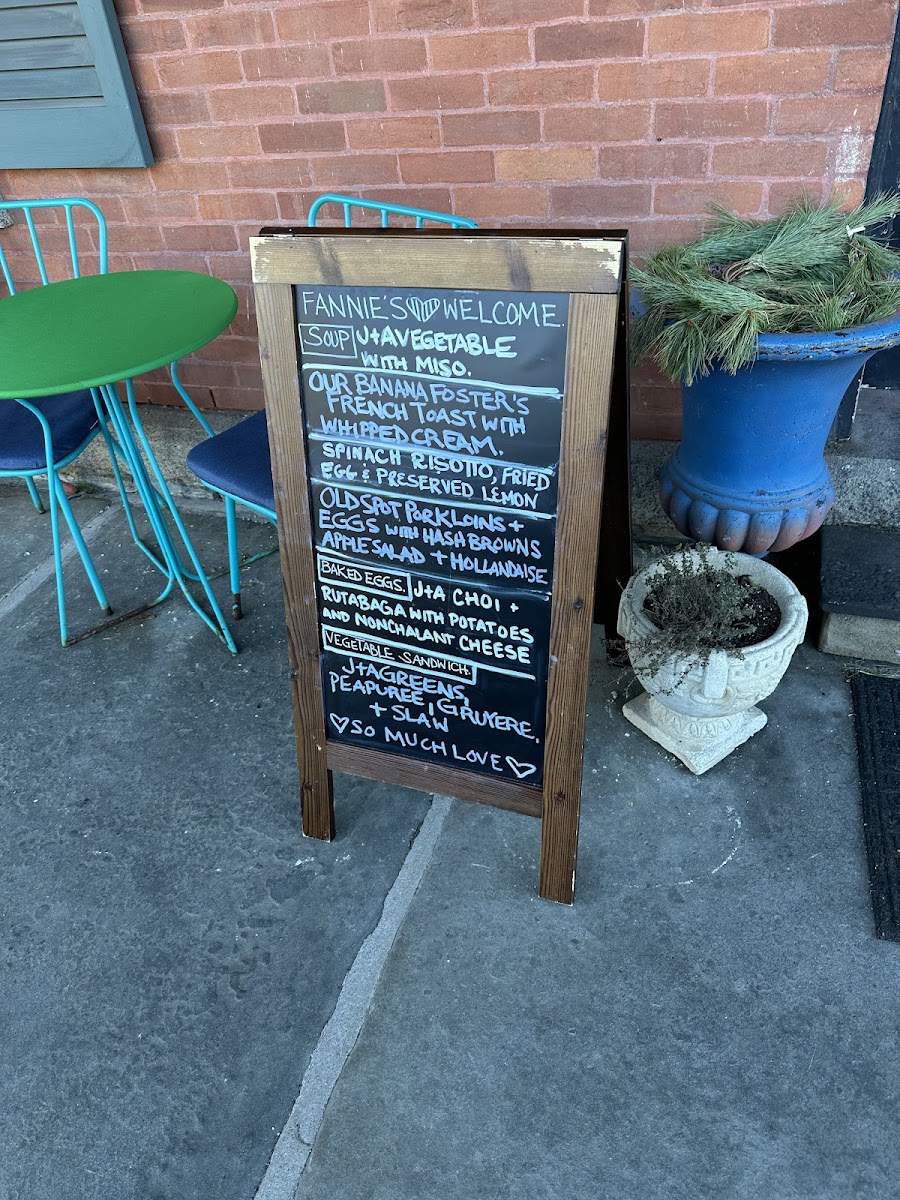 FANNIE'S♡WELCOME.
SOUP J+A VEGETABLE
WITH MISO.
OUR BANANA FOSTER'S
FRENCH TOAST WITH
WHIPPED CREAM.
SPINACH RISOTTO, FRIED
EGG & PRESERVED LEMON
OLD SPOT PORK LOINS +
EGGS WITH HASH BROWNS
APPLE SALAD + HOLLANDAISE
BAKED EGGS. J+A CHOI +
RUTABAGA WITH POTATOES
AND NONCHALANT CHEESE
VEGETABLE SANDWICH.
J+A GREENS,
PEA PUREE, GRUYERE,
+ SLAW
♡SO MUCH LOVE♡